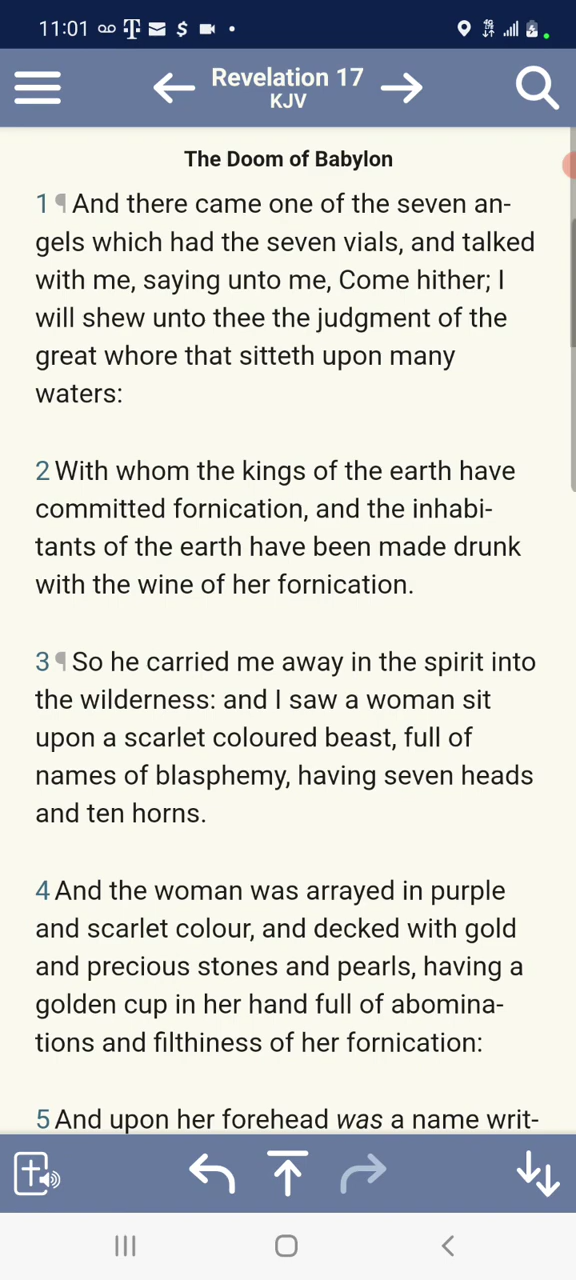 11:01
Revelation 17
KJV
The Doom of Babylon
1 ¶ And there came one of the seven an-
gels which had the seven vials, and talked
with me, saying unto me, Come hither; I
will shew unto thee the judgment of the
great whore that sitteth upon many
waters:
2 With whom the kings of the earth have
committed fornication, and the inhabi-
tants of the earth have been made drunk
with the wine of her fornication.
3 ¶ So he carried me away in the spirit into
the wilderness: and I saw a woman sit
upon a scarlet coloured beast, full of
names of blasphemy, having seven heads
and ten horns.
4 And the woman was arrayed in purple
and scarlet colour, and decked with gold
and precious stones and pearls, having a
golden cup in her hand full of abomina-
tions and filthiness of her fornication:
5 And upon her forehead was a name writ-